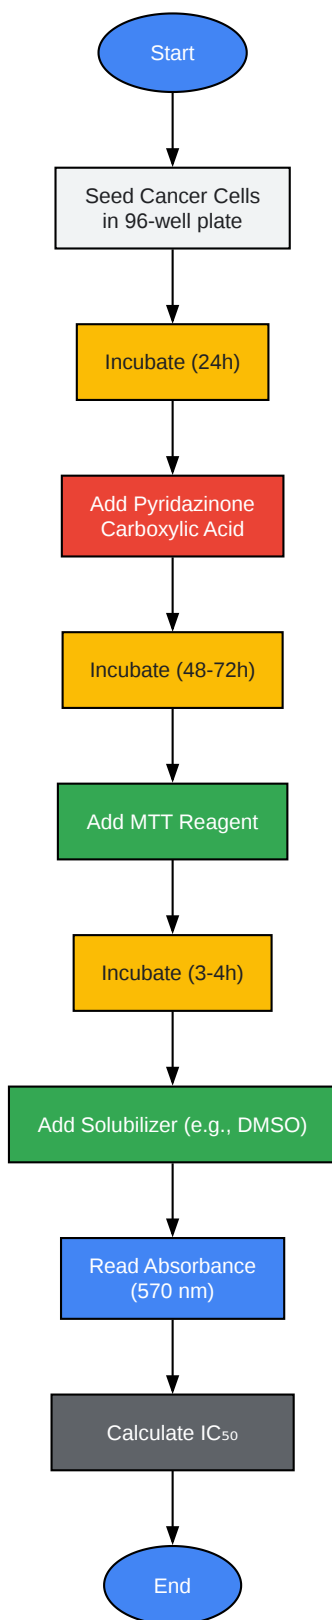 Start
Seed Cancer Cells
in 96-well plate
Incubate (24h)
Add Pyridazinone
Carboxylic Acid
Incubate (48-72h)
Add MTT Reagent
Incubate (3-4h)
Add Solubilizer (e.g., DMSO)
Read Absorbance
(570 nm)
Calculate IC₅₀
End